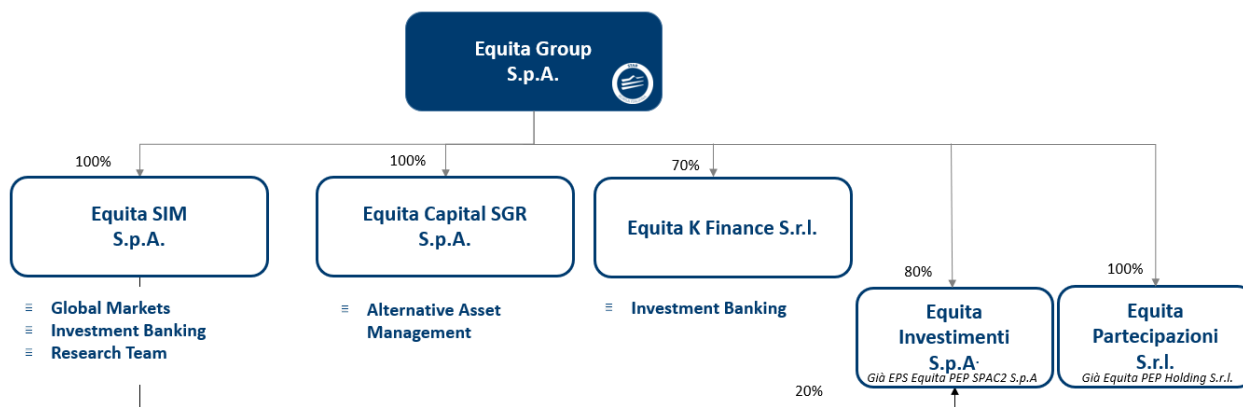 Equita Group
S.p.A.
100%
100%
70%
80%
100%
Equita SIM
S.p.A.
Equita Capital SGR
S.p.A.
Equita K Finance S.r.l.
Global Markets
Investment Banking
Research Team
Alternative Asset
Management
Investment Banking
Equita
Investimenti
S.p.A.
Già EPS Equita PEP SPAC2 S.p.A
Equita
Partecipazioni
S.r.l.
Già Equita PEP Holding S.r.l.
20%